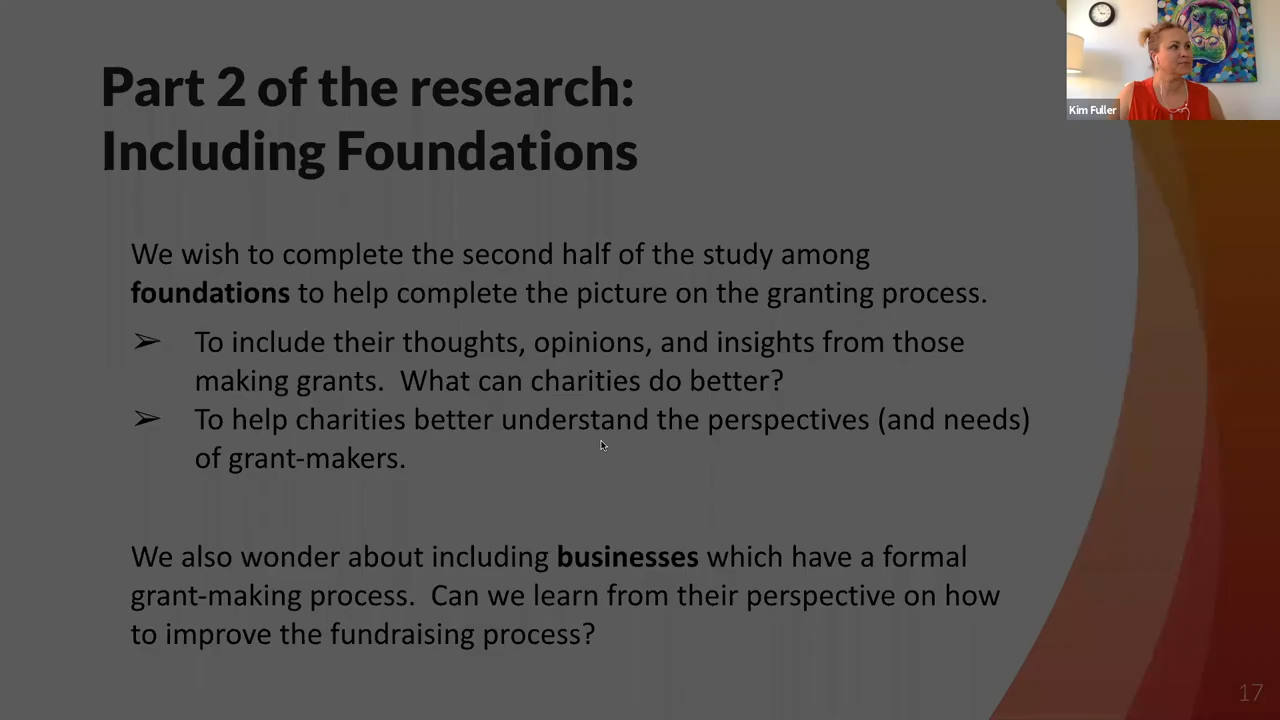 Part 2 of the research:
Including Foundations
Kim Fuller
We wish to complete the second half of the study among
foundations to help complete the picture on the granting process.
➢ To include their thoughts, opinions, and insights from those
making grants.  What can charities do better?
➢ To help charities better understand the perspectives (and needs)
of grant-makers.
We also wonder about including businesses which have a formal
grant-making process.  Can we learn from their perspective on how
to improve the fundraising process?
17